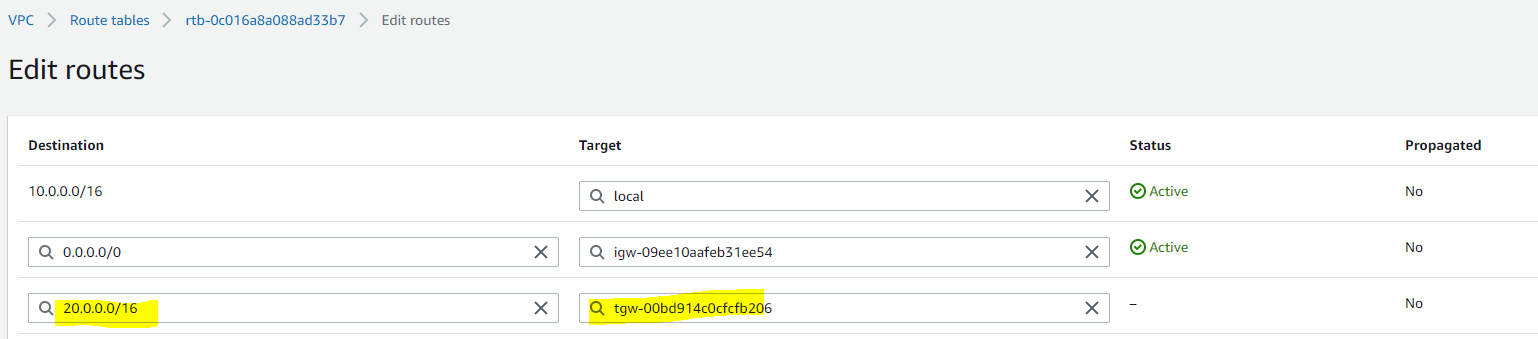 VPC > Route tables > rtb-0c016a8a088ad33b7 > Edit routes
Edit routes
Destination Target Status Propagated
10.0.0.0/16 local Active No
0.0.0.0/0 igw-09ee10aafeb31ee54 Active No
20.0.0.0/16 tgw-00bd914c0cfcfb206 – No